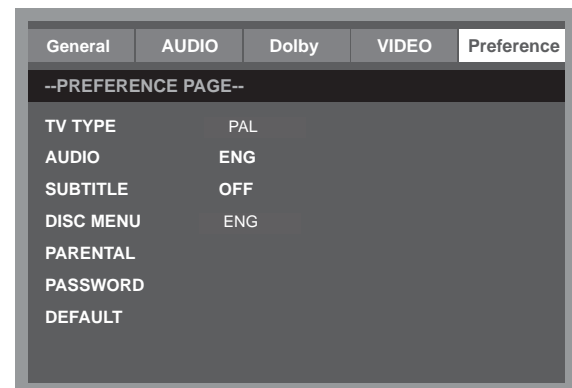 General AUDIO Dolby VIDEO Preference
--PREFERENCE PAGE--
TV TYPE PAL
AUDIO ENG
SUBTITLE OFF
DISC MENU ENG
PARENTAL
PASSWORD
DEFAULT